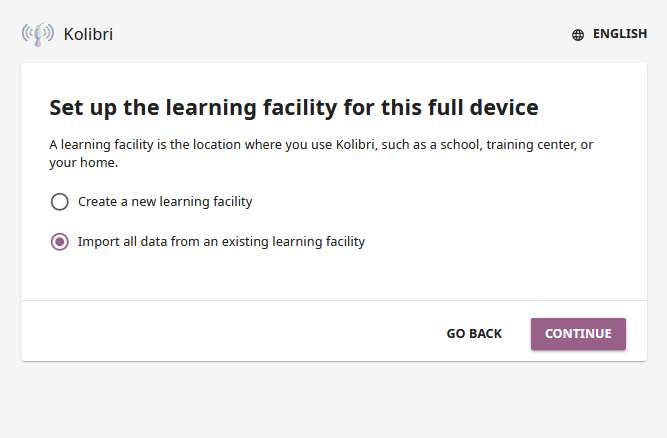 Kolibri
ENGLISH
Set up the learning facility for this full device
A learning facility is the location where you use Kolibri, such as a school, training center, or
your home.
Create a new learning facility
Import all data from an existing learning facility
GO BACK
CONTINUE